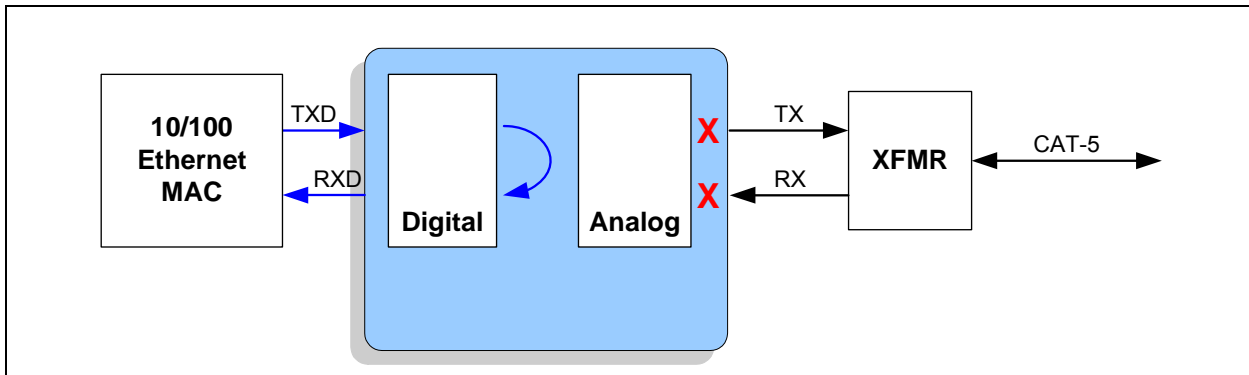 10/100
Ethernet
MAC
TXD
RXD
Digital
Analog
X
X
TX
RX
XFMR
CAT-5